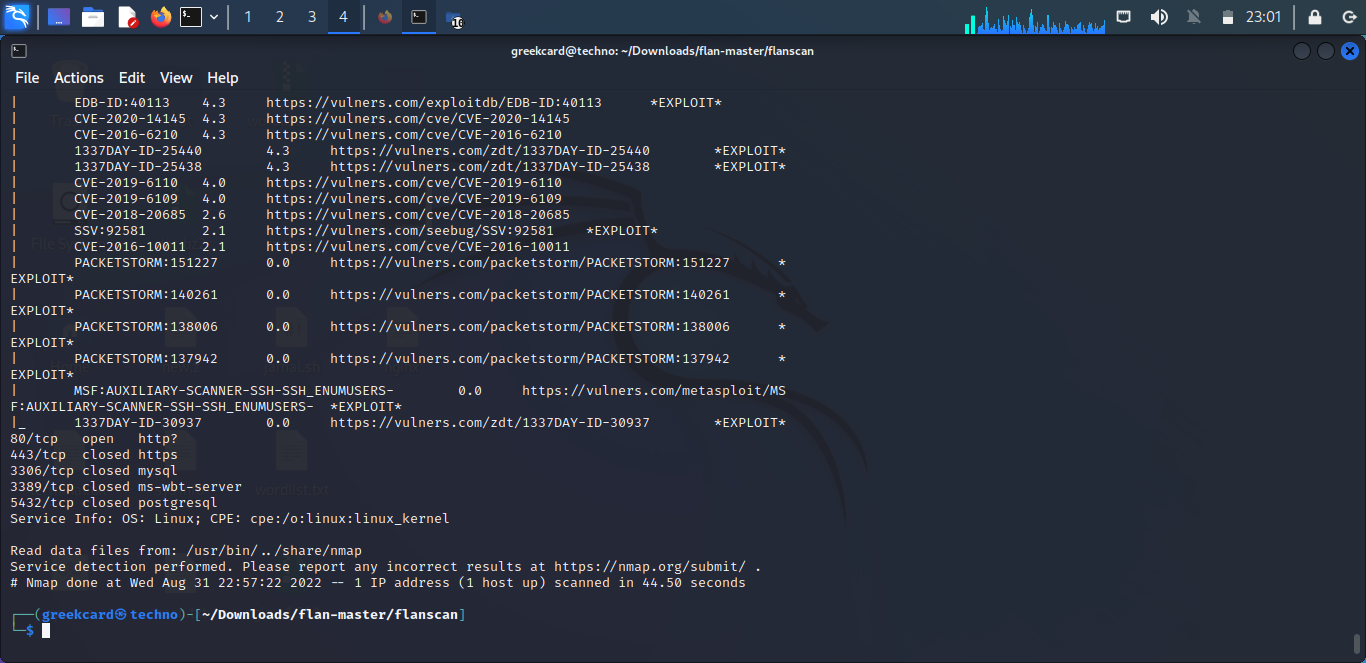 1 2 3 4 10 23:01
greekcard@techno: ~/Downloads/flan-master/flanscan
File Actions Edit View Help
| EDB-ID:40113 4.3 https://vulners.com/exploitdb/EDB-ID:40113 *EXPLOIT*
| CVE-2020-14145 4.3 https://vulners.com/cve/CVE-2020-14145
| CVE-2016-6210 4.3 https://vulners.com/cve/CVE-2016-6210
| 1337DAY-ID-25440 4.3 https://vulners.com/zdt/1337DAY-ID-25440 *EXPLOIT*
| 1337DAY-ID-25438 4.3 https://vulners.com/zdt/1337DAY-ID-25438 *EXPLOIT*
| CVE-2019-6110 4.0 https://vulners.com/cve/CVE-2019-6110
| CVE-2019-6109 4.0 https://vulners.com/cve/CVE-2019-6109
| CVE-2018-20685 2.6 https://vulners.com/cve/CVE-2018-20685
| SSV:92581 2.1 https://vulners.com/seebug/SSV:92581 *EXPLOIT*
| CVE-2016-10011 2.1 https://vulners.com/cve/CVE-2016-10011
| PACKETSTORM:151227 0.0 https://vulners.com/packetstorm/PACKETSTORM:151227 *
EXPLOIT*
| PACKETSTORM:140261 0.0 https://vulners.com/packetstorm/PACKETSTORM:140261 *
EXPLOIT*
| PACKETSTORM:138006 0.0 https://vulners.com/packetstorm/PACKETSTORM:138006 *
EXPLOIT*
| PACKETSTORM:137942 0.0 https://vulners.com/packetstorm/PACKETSTORM:137942 *
EXPLOIT*
| MSF:AUXILIARY-SCANNER-SSH-SSH_ENUMUSERS- 0.0 https://vulners.com/metasploit/MS
F:AUXILIARY-SCANNER-SSH-SSH_ENUMUSERS- *EXPLOIT*
|_ 1337DAY-ID-30937 0.0 https://vulners.com/zdt/1337DAY-ID-30937 *EXPLOIT*
80/tcp open http?
443/tcp closed https
3306/tcp closed mysql
3389/tcp closed ms-wbt-server
5432/tcp closed postgresql
Service Info: OS: Linux; CPE: cpe:/o:linux:linux_kernel
Read data files from: /usr/bin/../share/nmap
Service detection performed. Please report any incorrect results at https://nmap.org/submit/ .
# Nmap done at Wed Aug 31 22:57:22 2022 -- 1 IP address (1 host up) scanned in 44.50 seconds
┌──(greekcard㉿techno)-[~/Downloads/flan-master/flanscan]
└─$